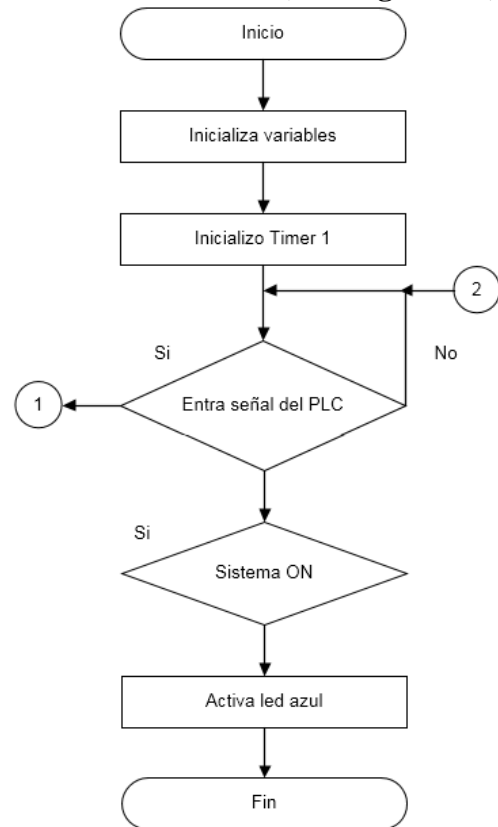 Inicio
Inicializa variables
Inicializo Timer 1
2
Si
No
Entra señal del PLC
1
Si
Sistema ON
Activa led azul
Fin